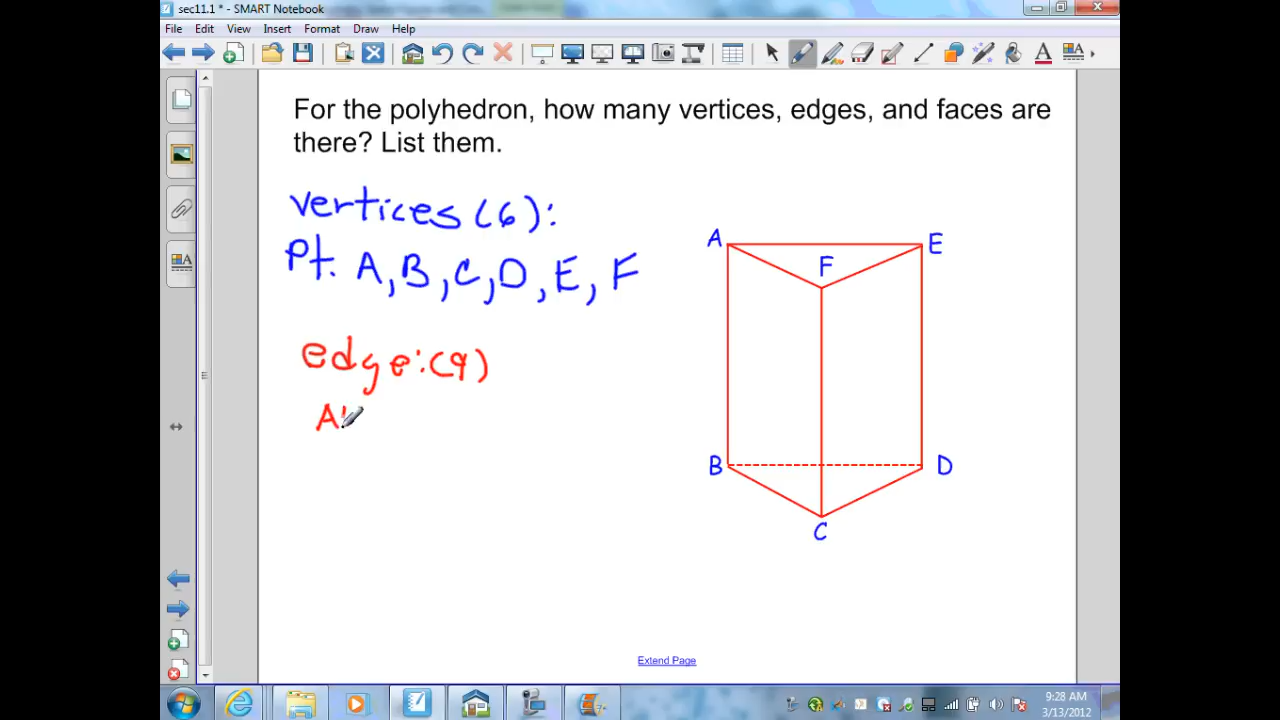 sec11.1 * - SMART Notebook
File Edit View Insert Format Draw Help
For the polyhedron, how many vertices, edges, and faces are
there? List them.
vertices (6):
Pt. A, B, C, D, E, F
edge: (9)
A
A E
F
B D
C
Extend Page
9:28 AM
3/13/2012